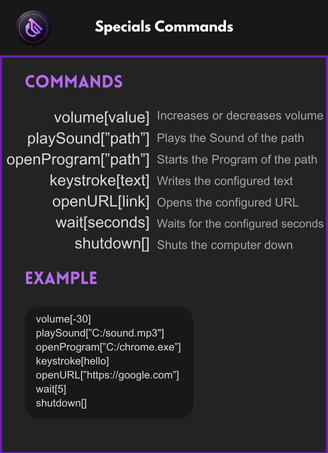 Specials Commands
COMMANDS
volume[value] Increases or decreases volume
playSound["path"] Plays the Sound of the path
openProgram["path"] Starts the Program of the path
keystroke[text] Writes the configured text
openURL[link] Opens the configured URL
wait[seconds] Waits for the configured seconds
shutdown[] Shuts the computer down
EXAMPLE
volume[-30]
playSound["C:/sound.mp3"]
openProgram["C:/chrome.exe"]
keystroke[hello]
openURL["https://google.com"]
wait[5]
shutdown[]